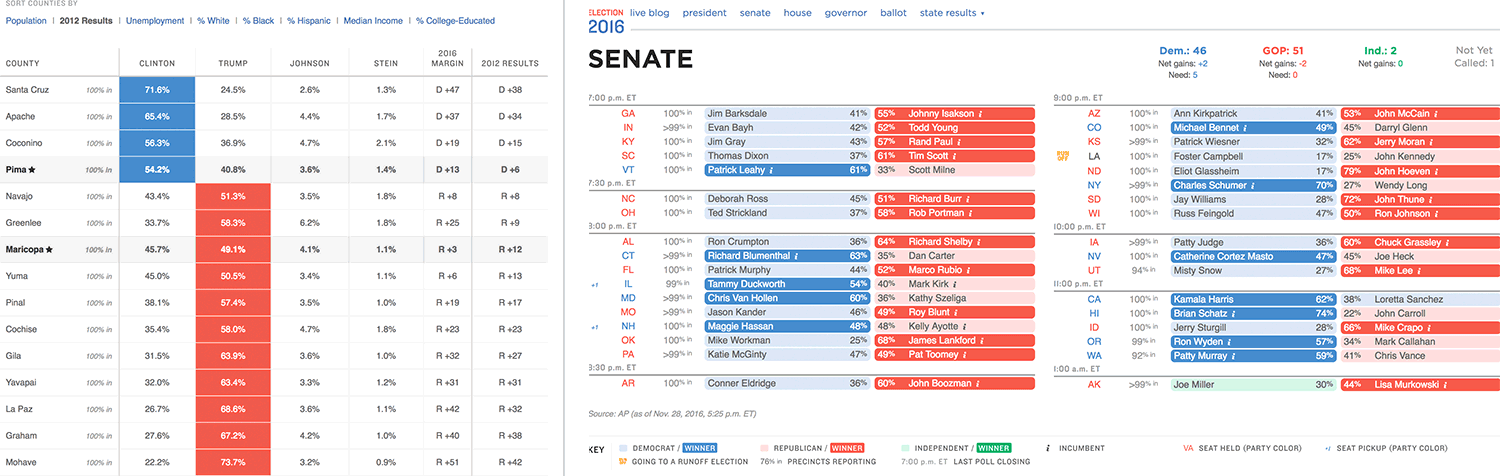 SORT COUNTIES BY
Population | 2012 Results | Unemployment | % White | % Black | % Hispanic | Median Income | % College-Educated
COUNTY CLINTON TRUMP JOHNSON STEIN 2016 MARGIN 2012 RESULTS
Santa Cruz 100% in 71.6% 24.5% 2.6% 1.3% D +47 D +38
Apache 100% in 65.4% 28.5% 4.4% 1.7% D +37 D +34
Coconino 100% in 56.3% 36.9% 4.7% 2.1% D +19 D +15
Pima ★ 100% in 54.2% 40.8% 3.6% 1.4% D +13 D +6
Navajo 100% in 43.4% 51.3% 3.5% 1.8% R +8 R +8
Greenlee 100% in 33.7% 58.3% 6.2% 1.8% R +25 R +9
Maricopa ★ 100% in 45.7% 49.1% 4.1% 1.1% R +3 R +12
Yuma 100% in 45.0% 50.5% 3.4% 1.1% R +6 R +13
Pinal 100% in 38.1% 57.4% 3.5% 1.0% R +19 R +17
Cochise 100% in 35.4% 58.0% 4.7% 1.8% R +23 R +23
Gila 100% in 31.5% 63.9% 3.6% 1.0% R +32 R +27
Yavapai 100% in 32.0% 63.4% 3.3% 1.2% R +31 R +31
La Paz 100% in 26.7% 68.6% 3.6% 1.1% R +42 R +32
Graham 100% in 27.6% 67.2% 4.2% 1.0% R +40 R +38
Mohave 100% in 22.2% 73.7% 3.2% 0.9% R +51 R +42
ELECTION 2016
live blog president senate house governor ballot state results ▾
SENATE
Dem.: 46 GOP: 51 Ind.: 2 Not Yet
Net gains: +2 Net gains: -2 Net gains: 0 Called: 1
Need: 5 Need: 0
7:00 p.m. ET
GA 100% in Jim Barksdale 41% 55% Johnny Isakson i
IN >99% in Evan Bayh 42% 52% Todd Young
KY 100% in Jim Gray 43% 57% Rand Paul i
SC 100% in Thomas Dixon 37% 61% Tim Scott i
VT 100% in Patrick Leahy i 61% 33% Scott Milne
7:30 p.m. ET
NC 100% in Deborah Ross 45% 51% Richard Burr i
OH 100% in Ted Strickland 37% 58% Rob Portman i
8:00 p.m. ET
AL 100% in Ron Crumpton 36% 64% Richard Shelby i
CT >99% in Richard Blumenthal i 63% 35% Dan Carter
FL 100% in Patrick Murphy 44% 52% Marco Rubio i
+1 IL 99% in Tammy Duckworth 54% 40% Mark Kirk i
MD >99% in Chris Van Hollen 60% 36% Kathy Szeliga
MO >99% in Jason Kander 46% 49% Roy Blunt i
+1 NH 100% in Maggie Hassan 48% 48% Kelly Ayotte i
OK 100% in Mike Workman 25% 68% James Lankford i
PA >99% in Katie McGinty 47% 49% Pat Toomey i
8:30 p.m. ET
AR 100% in Conner Eldridge 36% 60% John Boozman i
9:00 p.m. ET
AZ 100% in Ann Kirkpatrick 41% 53% John McCain i
CO 100% in Michael Bennet i 49% 45% Darryl Glenn
KS >99% in Patrick Wiesner 32% 62% Jerry Moran i
RUN OFF LA 100% in Foster Campbell 17% 25% John Kennedy
ND 100% in Eliot Glassheim 17% 79% John Hoeven i
NY >99% in Charles Schumer i 70% 27% Wendy Long
SD 100% in Jay Williams 28% 72% John Thune i
WI 100% in Russ Feingold 47% 50% Ron Johnson i
10:00 p.m. ET
IA >99% in Patty Judge 36% 60% Chuck Grassley i
NV 100% in Catherine Cortez Masto 47% 45% Joe Heck
UT 94% in Misty Snow 27% 68% Mike Lee i
11:00 p.m. ET
CA 100% in Kamala Harris 62% 38% Loretta Sanchez
HI 100% in Brian Schatz i 74% 22% John Carroll
ID 100% in Jerry Sturgill 28% 66% Mike Crapo i
OR 99% in Ron Wyden i 57% 34% Mark Callahan
WA 92% in Patty Murray i 59% 41% Chris Vance
1:00 a.m. ET
AK >99% in Joe Miller 30% 44% Lisa Murkowski i
Source: AP (as of Nov. 28, 2016, 5:25 p.m. ET)
KEY DEMOCRAT / WINNER REPUBLICAN / WINNER INDEPENDENT / WINNER i INCUMBENT VA SEAT HELD (PARTY COLOR) +1 SEAT PICKUP (PARTY COLOR)
RUN OFF GOING TO A RUNOFF ELECTION 76% in PRECINCTS REPORTING 7:00 p.m. ET LAST POLL CLOSING